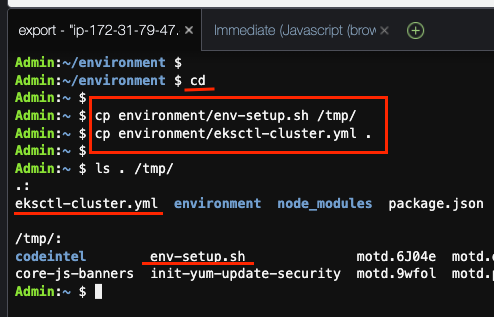 export - "ip-172-31-79-47. × Immediate (Javascript (brow ×
Admin:~/environment $
Admin:~/environment $ cd
Admin:~ $
Admin:~ $ cp environment/env-setup.sh /tmp/
Admin:~ $ cp environment/eksctl-cluster.yml .
Admin:~ $
Admin:~ $ ls . /tmp/
.:
eksctl-cluster.yml environment node_modules package.json
/tmp/:
codeintel env-setup.sh motd.6J04e motd.
core-js-banners init-yum-update-security motd.9wfol motd.p
Admin:~ $